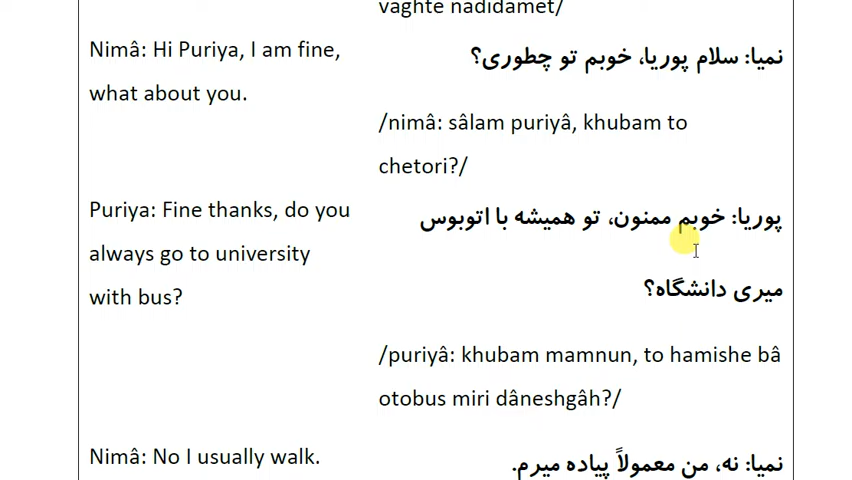 vaghte nadidamet/
Nimâ: Hi Puriya, I am fine,
what about you.
نمیا: سلام پوریا، خوبم تو چطوری؟
/nimâ: sâlam puriyâ, khubam to
chetori?/
Puriya: Fine thanks, do you
always go to university
with bus?
پوریا: خوبم ممنون، تو همیشه با اتوبوس
میری دانشگاه؟
/puriyâ: khubam mamnun, to hamishe bâ
otobus miri dâneshgâh?/
Nimâ: No I usually walk.
نمیا: نه، من معمولاً پیاده میرم.